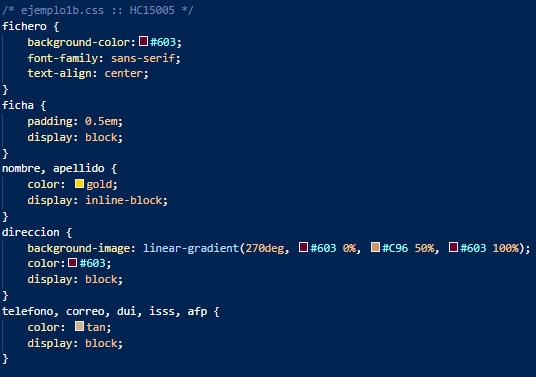 /* ejemplo1b.css :: HC15005 */
fichero {
    background-color:#603;
    font-family: sans-serif;
    text-align: center;
}
ficha {
    padding: 0.5em;
    display: block;
}
nombre, apellido {
    color: gold;
    display: inline-block;
}
direccion {
    background-image: linear-gradient(270deg, #603 0%, #C96 50%, #603 100%);
    color:#603;
    display: block;
}
telefono, correo, dui, isss, afp {
    color: tan;
    display: block;
}